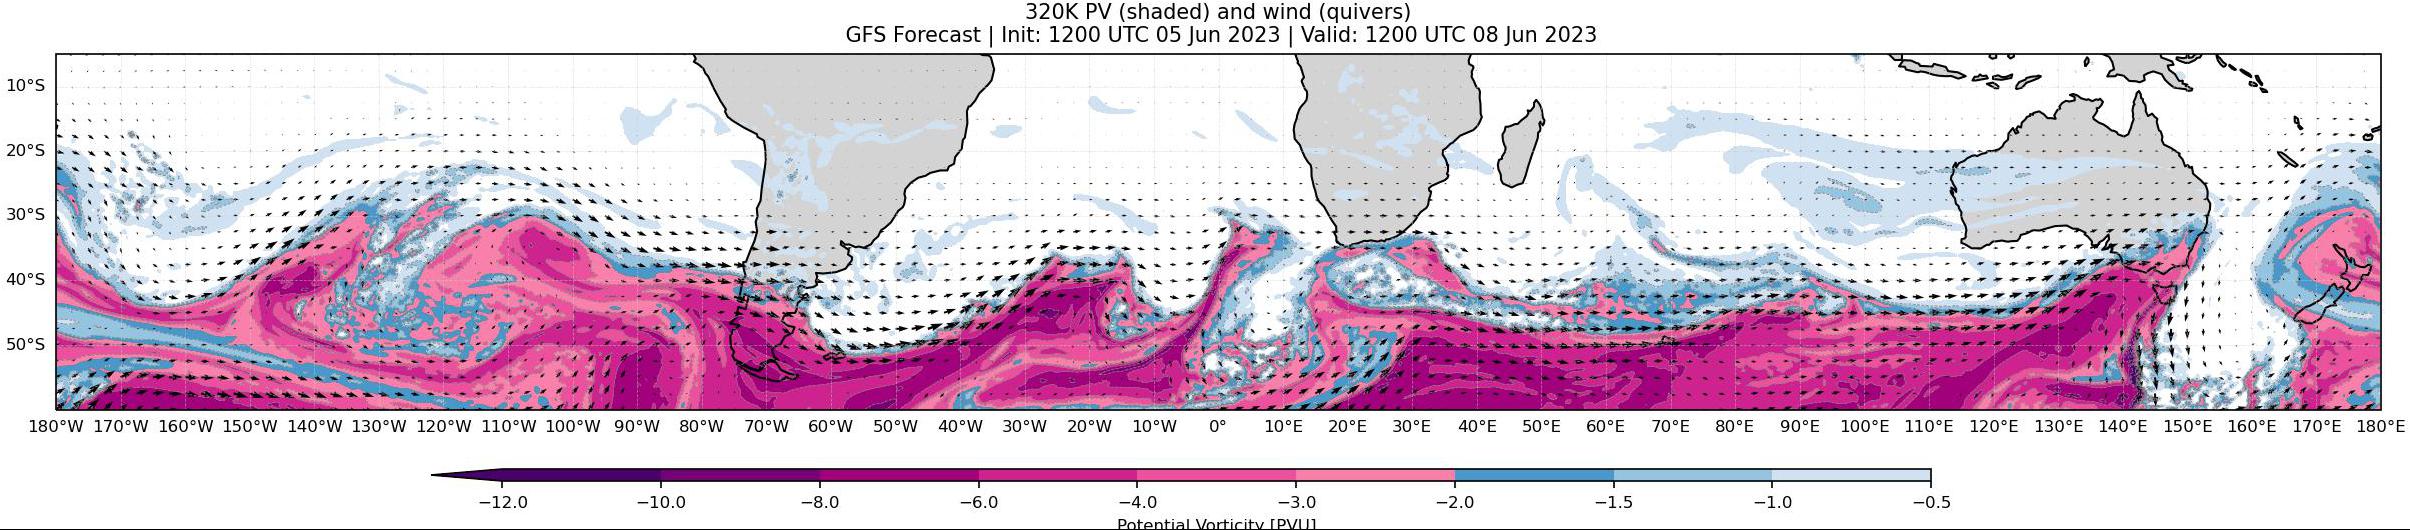 320K PV (shaded) and wind (quivers)
GFS Forecast | Init: 1200 UTC 05 Jun 2023 | Valid: 1200 UTC 08 Jun 2023
10°S
20°S
30°S
40°S
50°S
180°W 170°W 160°W 150°W 140°W 130°W 120°W 110°W 100°W 90°W 80°W 70°W 60°W 50°W 40°W 30°W 20°W 10°W 0° 10°E 20°E 30°E 40°E 50°E 60°E 70°E 80°E 90°E 100°E 110°E 120°E 130°E 140°E 150°E 160°E 170°E 180°E
−12.0 −10.0 −8.0 −6.0 −4.0 −3.0 −2.0 −1.5 −1.0 −0.5
Potential Vorticity [PVU]